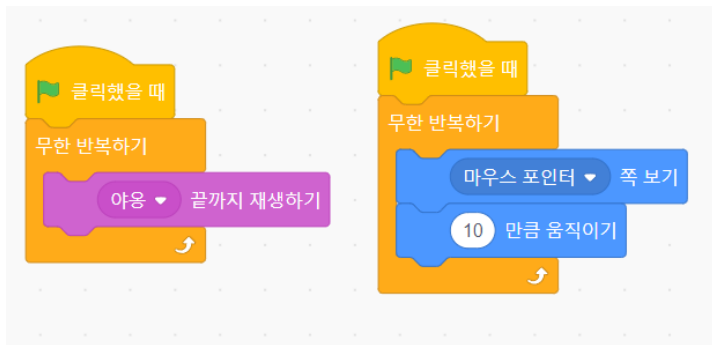 클릭했을 때
무한 반복하기
야옹 끝까지 재생하기
클릭했을 때
무한 반복하기
마우스 포인터 쪽 보기
10 만큼 움직이기